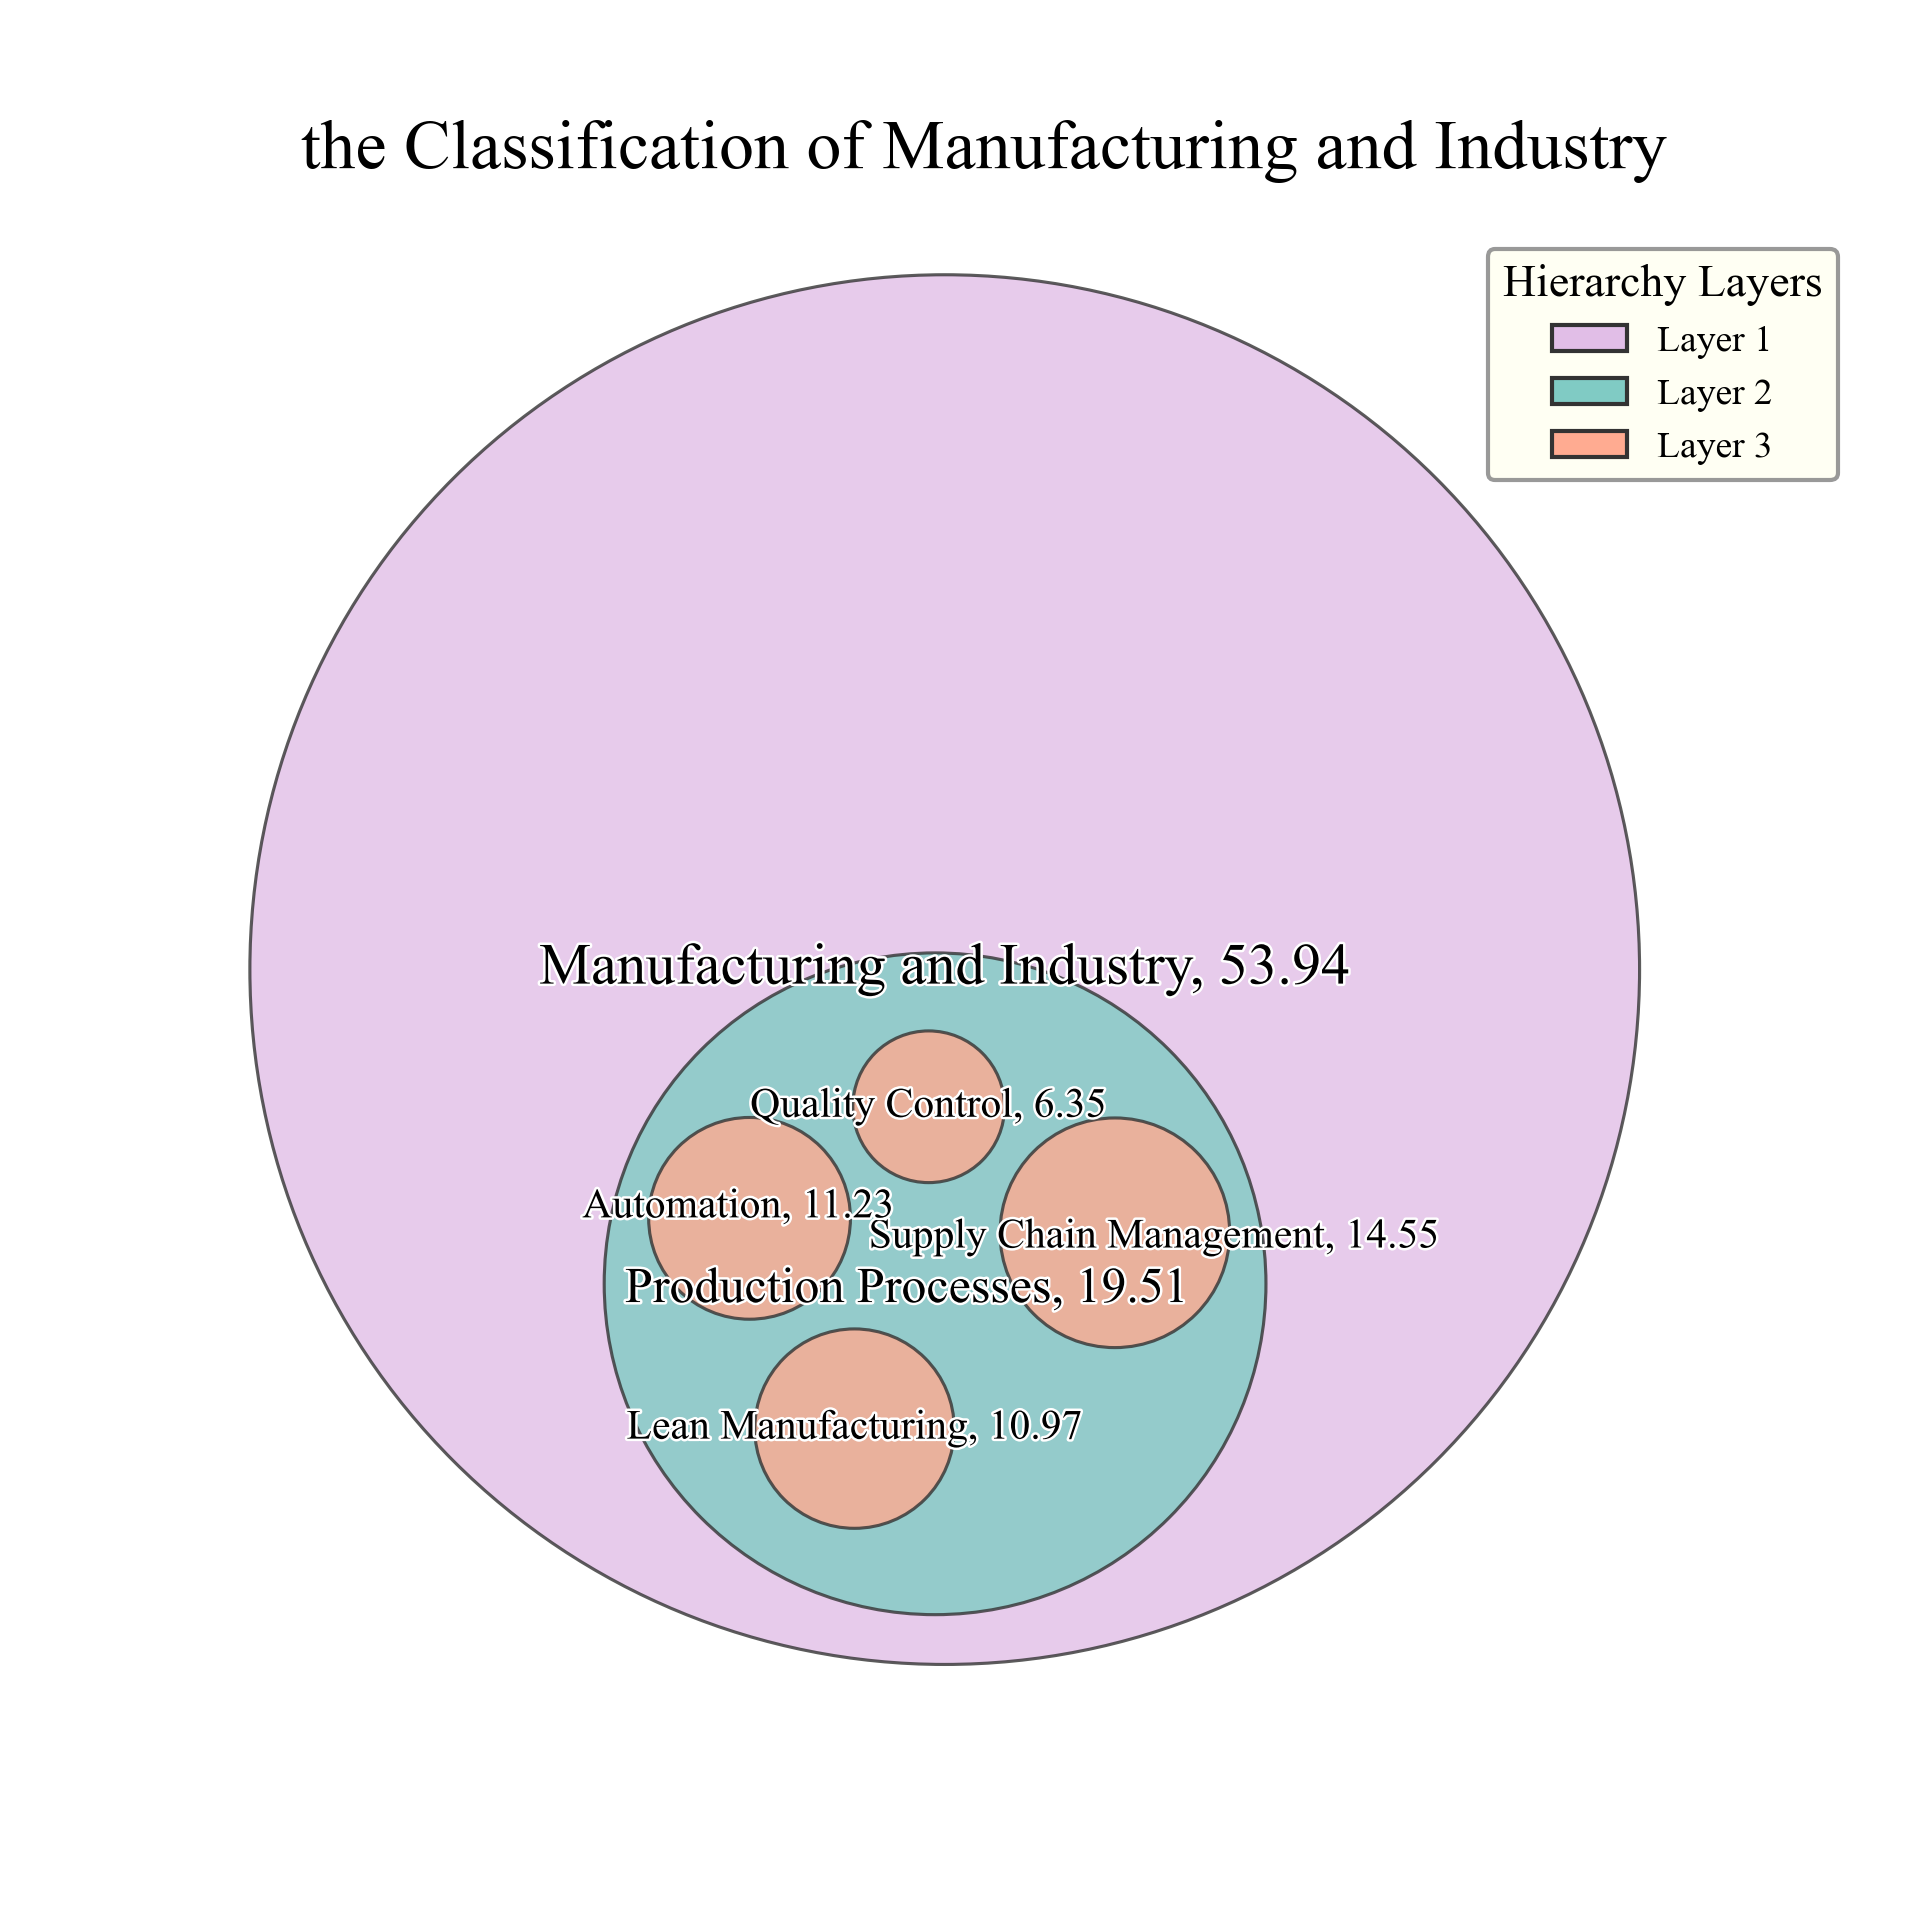 the Classification of Manufacturing and Industry
Hierarchy Layers
Layer 1
Layer 2
Layer 3
Manufacturing and Industry, 53.94
Quality Control, 6.35
Automation, 11.23
Supply Chain Management, 14.55
Production Processes, 19.51
Lean Manufacturing, 10.97